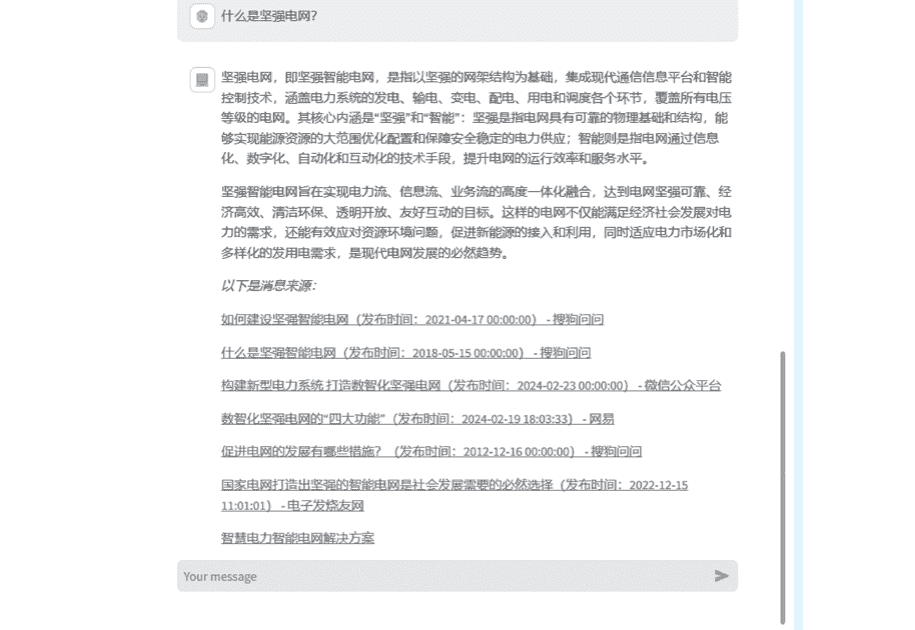 什么是坚强电网?
坚强电网，即坚强智能电网，是指以坚强的网架结构为基础，集成现代通信信息平台和智能
控制技术，涵盖电力系统的发电、输电、变电、配电、用电和调度各个环节，覆盖所有电压
等级的电网。其核心内涵是“坚强”和“智能”：坚强是指电网具有可靠的物理基础和结构，能
够实现能源资源的大范围优化配置和保障安全稳定的电力供应；智能则是指电网通过信息
化、数字化、自动化和互动化的技术手段，提升电网的运行效率和服务水平。
坚强智能电网旨在实现电力流、信息流、业务流的高度一体化融合，达到电网坚强可靠、经
济高效、清洁环保、透明开放、友好互动的目标。这样的电网不仅能满足经济社会发展对电
力的需求，还能有效应对资源环境问题，促进新能源的接入和利用，同时适应电力市场化和
多样化的发用电需求，是现代电网发展的必然趋势。
以下是消息来源：
如何建设坚强智能电网（发布时间：2021-04-17 00:00:00） - 搜狗问问
什么是坚强智能电网（发布时间：2018-05-15 00:00:00） - 搜狗问问
构建新型电力系统 打造数智化坚强电网（发布时间：2024-02-23 00:00:00） - 微信公众平台
数智化坚强电网的“四大功能”（发布时间：2024-02-19 18:03:33） - 网易
促进电网的发展有哪些措施？（发布时间：2012-12-16 00:00:00） - 搜狗问问
国家电网打造出坚强的智能电网是社会发展需要的必然选择（发布时间：2022-12-15
11:01:01） - 电子发烧友网
智慧电力智能电网解决方案
Your message